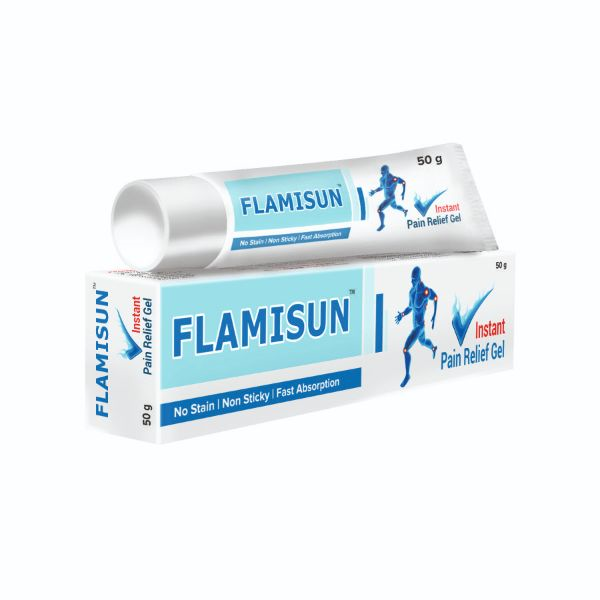 50 g
FLAMISUN™
No Stain | Non Sticky | Fast Absorption
Instant
Pain Relief Gel
50 g
FLAMISUN™
No Stain | Non Sticky | Fast Absorption
Instant
Pain Relief Gel
FLAMISUN™
Instant
Pain Relief Gel
50 g